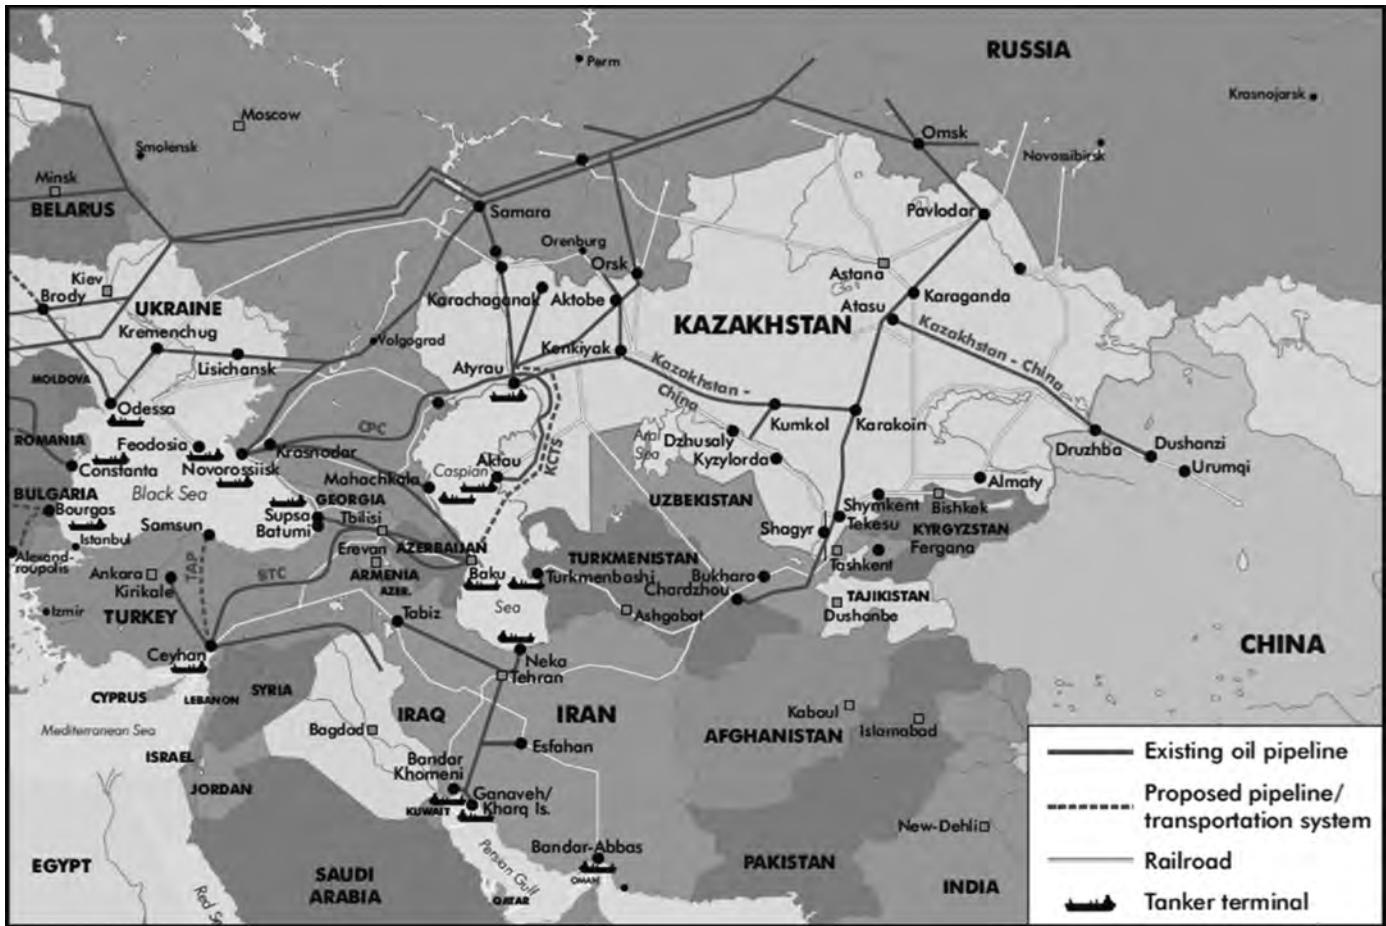 RUSSIA
Perm
Krasnojarsk
Moscow
Omsk
Smolensk
Novossibirsk
Minsk
BELARUS
Samara
Pavlodar
Orenburg
Orsk
Kiev
Brody
Astana
UKRAINE
Karachaganak
Aktobe
Atasu
Karaganda
KAZAKHSTAN
Kremenchug
Volgograd
Kenkiyak
Kazakhstan - China
Lisichansk
Atyrau
Kazakhstan -
China
MOLDOVA
Odessa
CPC
Kumkol
Karakoin
ROMANIA
Feodosia
Krasnodar
KCTS
Aral
Sea
Dzhusaly
Druzhba
Dushanzi
Constanta
Novorossiisk
Caspian
Aktau
Kyzylorda
Urumqi
Mahachkala
Almaty
BULGARIA
Black Sea
GEORGIA
UZBEKISTAN
Shymkent
Bishkek
Bourgas
Supsa
Tbilisi
Tekesu
Samsun
Batumi
Shagyr
KYRGYZSTAN
Istanbul
Erevan
AZERBAIJAN
Fergana
Alexand-
roupolis
TURKMENISTAN
Tashkent
Ankara
TAP
BTC
ARMENIA
Baku
Turkmenbashi
Bukhara
Kirikale
AZER.
Chardzhou
TAJIKISTAN
Izmir
TURKEY
Tabiz
Sea
Ashgabat
Dushanbe
CHINA
Ceyhan
Neka
Tehran
CYPRUS
LEBANON
SYRIA
IRAQ
IRAN
Kaboul
Mediterranean Sea
Bagdad
AFGHANISTAN
Islamabad
ISRAEL
Esfahan
Existing oil pipeline
Bandar
Khomeni
JORDAN
Ganaveh/
Kharq Is.
Proposed pipeline/
transportation system
KUWAIT
New-Dehli
Bandar-Abbas
Railroad
EGYPT
Persian Gulf
PAKISTAN
SAUDI
ARABIA
OMAN
INDIA
Red
QATAR
Tanker terminal